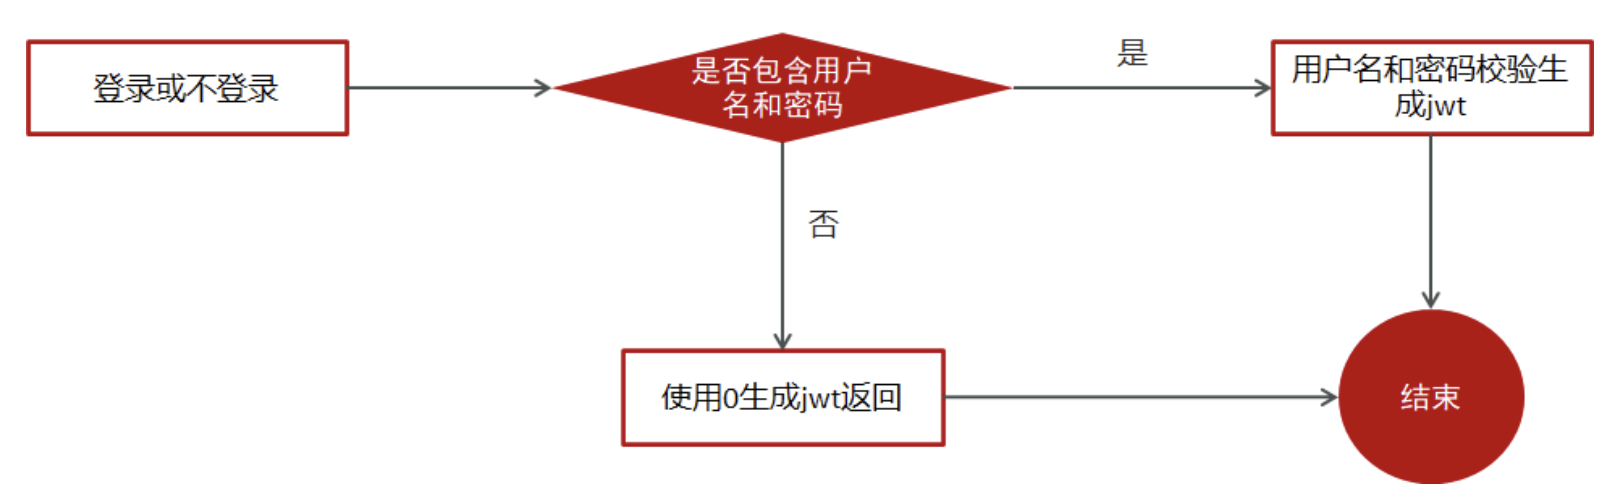 登录或不登录
是否包含用户
名和密码
是
用户名和密码校验生
成jwt
否
使用0生成jwt返回
结束